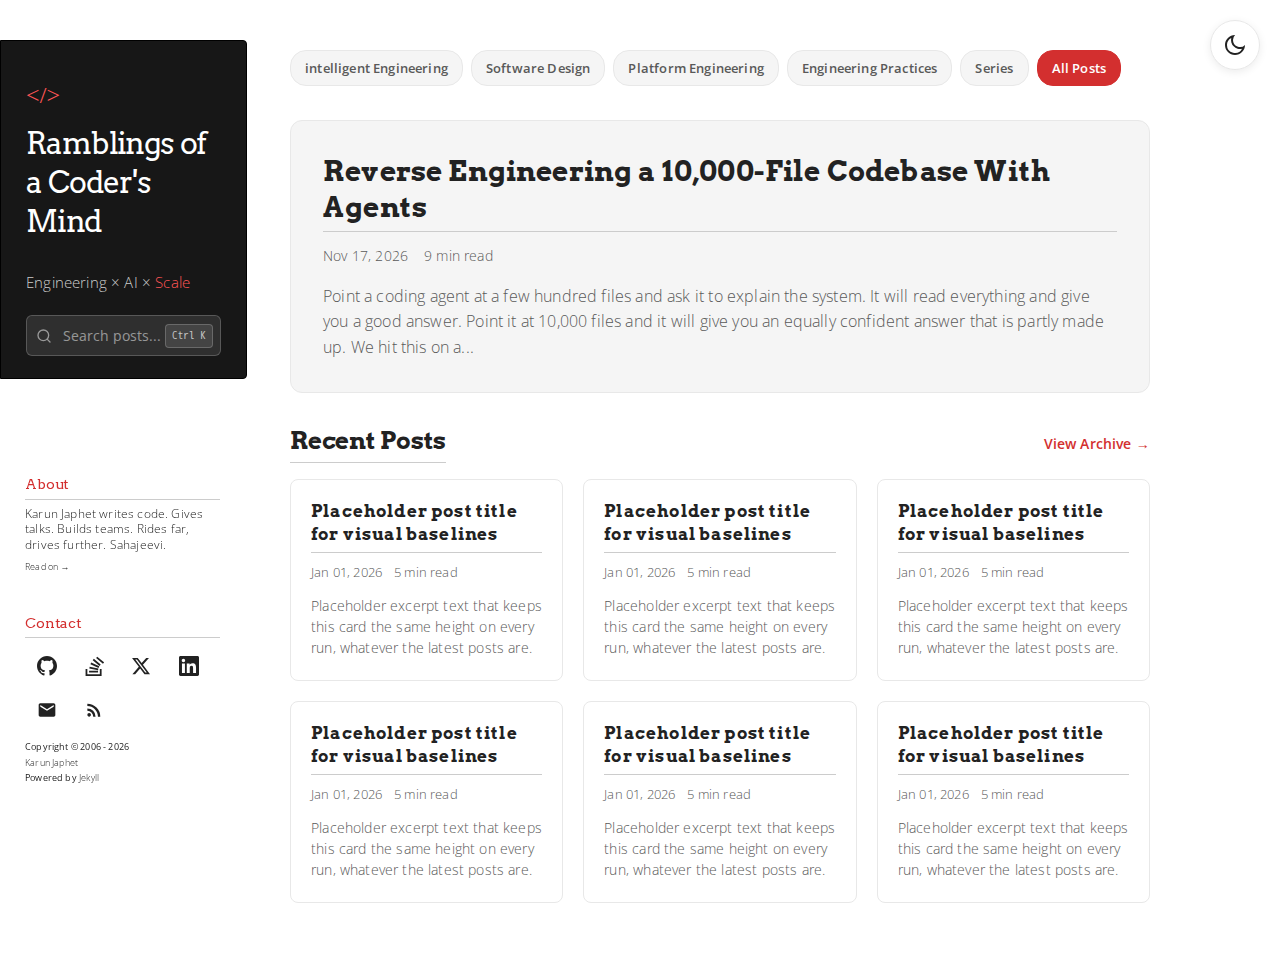 </>
Ramblings of
a Coder's
Mind
Engineering × AI × Scale
Search posts... Ctrl K
About
Karun Japhet writes code. Gives
talks. Builds teams. Rides far,
drives further. Sahajeevi.
Read on →
Contact
Copyright © 2006 - 2026
Karun Japhet
Powered by Jekyll
intelligent Engineering
Software Design
Platform Engineering
Engineering Practices
Series
All Posts
Reverse Engineering a 10,000-File Codebase With
Agents
Nov 17, 2026 9 min read
Point a coding agent at a few hundred files and ask it to explain the system. It will read everything and give
you a good answer. Point it at 10,000 files and it will give you an equally confident answer that is partly made
up. We hit this on a...
Recent Posts
View Archive →
Placeholder post title
for visual baselines
Jan 01, 2026 5 min read
Placeholder excerpt text that keeps
this card the same height on every
run, whatever the latest posts are.
Placeholder post title
for visual baselines
Jan 01, 2026 5 min read
Placeholder excerpt text that keeps
this card the same height on every
run, whatever the latest posts are.
Placeholder post title
for visual baselines
Jan 01, 2026 5 min read
Placeholder excerpt text that keeps
this card the same height on every
run, whatever the latest posts are.
Placeholder post title
for visual baselines
Jan 01, 2026 5 min read
Placeholder excerpt text that keeps
this card the same height on every
run, whatever the latest posts are.
Placeholder post title
for visual baselines
Jan 01, 2026 5 min read
Placeholder excerpt text that keeps
this card the same height on every
run, whatever the latest posts are.
Placeholder post title
for visual baselines
Jan 01, 2026 5 min read
Placeholder excerpt text that keeps
this card the same height on every
run, whatever the latest posts are.